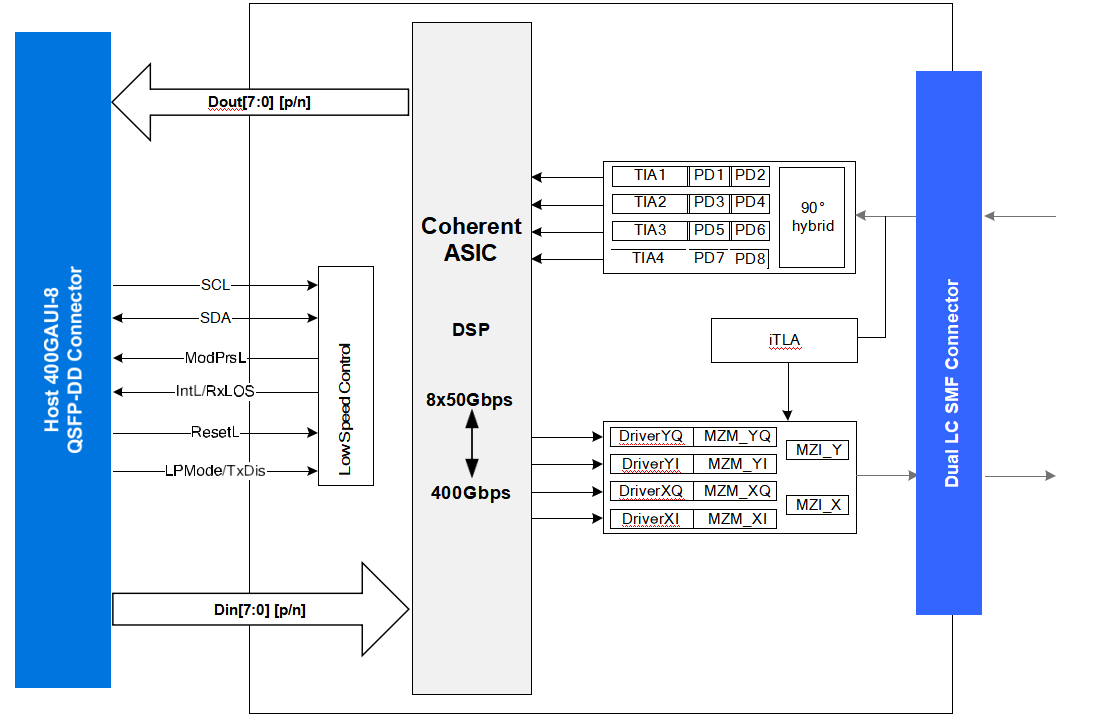 Host 400GAUI-8
QSFP-DD Connector
Dout[7:0] [p/n]
SCL
SDA
ModPrsL
IntL/RxLOS
ResetL
LPMode/TxDis
Low Speed Control
Din[7:0] [p/n]
Coherent
ASIC
DSP
8x50Gbps
400Gbps
TIA1 PD1 PD2
TIA2 PD3 PD4
TIA3 PD5 PD6
TIA4 PD7 PD8
90°
hybrid
iTLA
DriverYQ MZM_YQ
DriverYI MZM_YI
DriverXQ MZM_XQ
DriverXI MZM_XI
MZI_Y
MZI_X
Dual LC SMF Connector